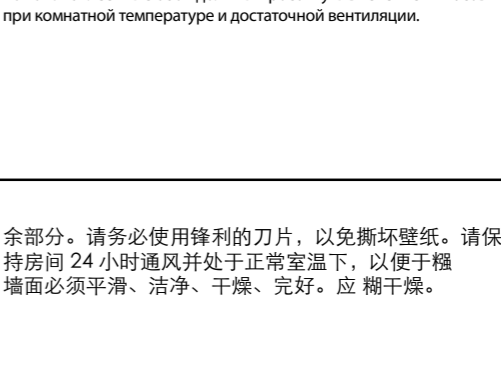 при комнатной температуре и достаточной вентиляции.
余部分。请务必使用锋利的刀片，以免撕坏壁纸。请保
持房间 24 小时通风并处于正常室温下，以便于糨
墙面必须平滑、洁净、干燥、完好。应 糊干燥。